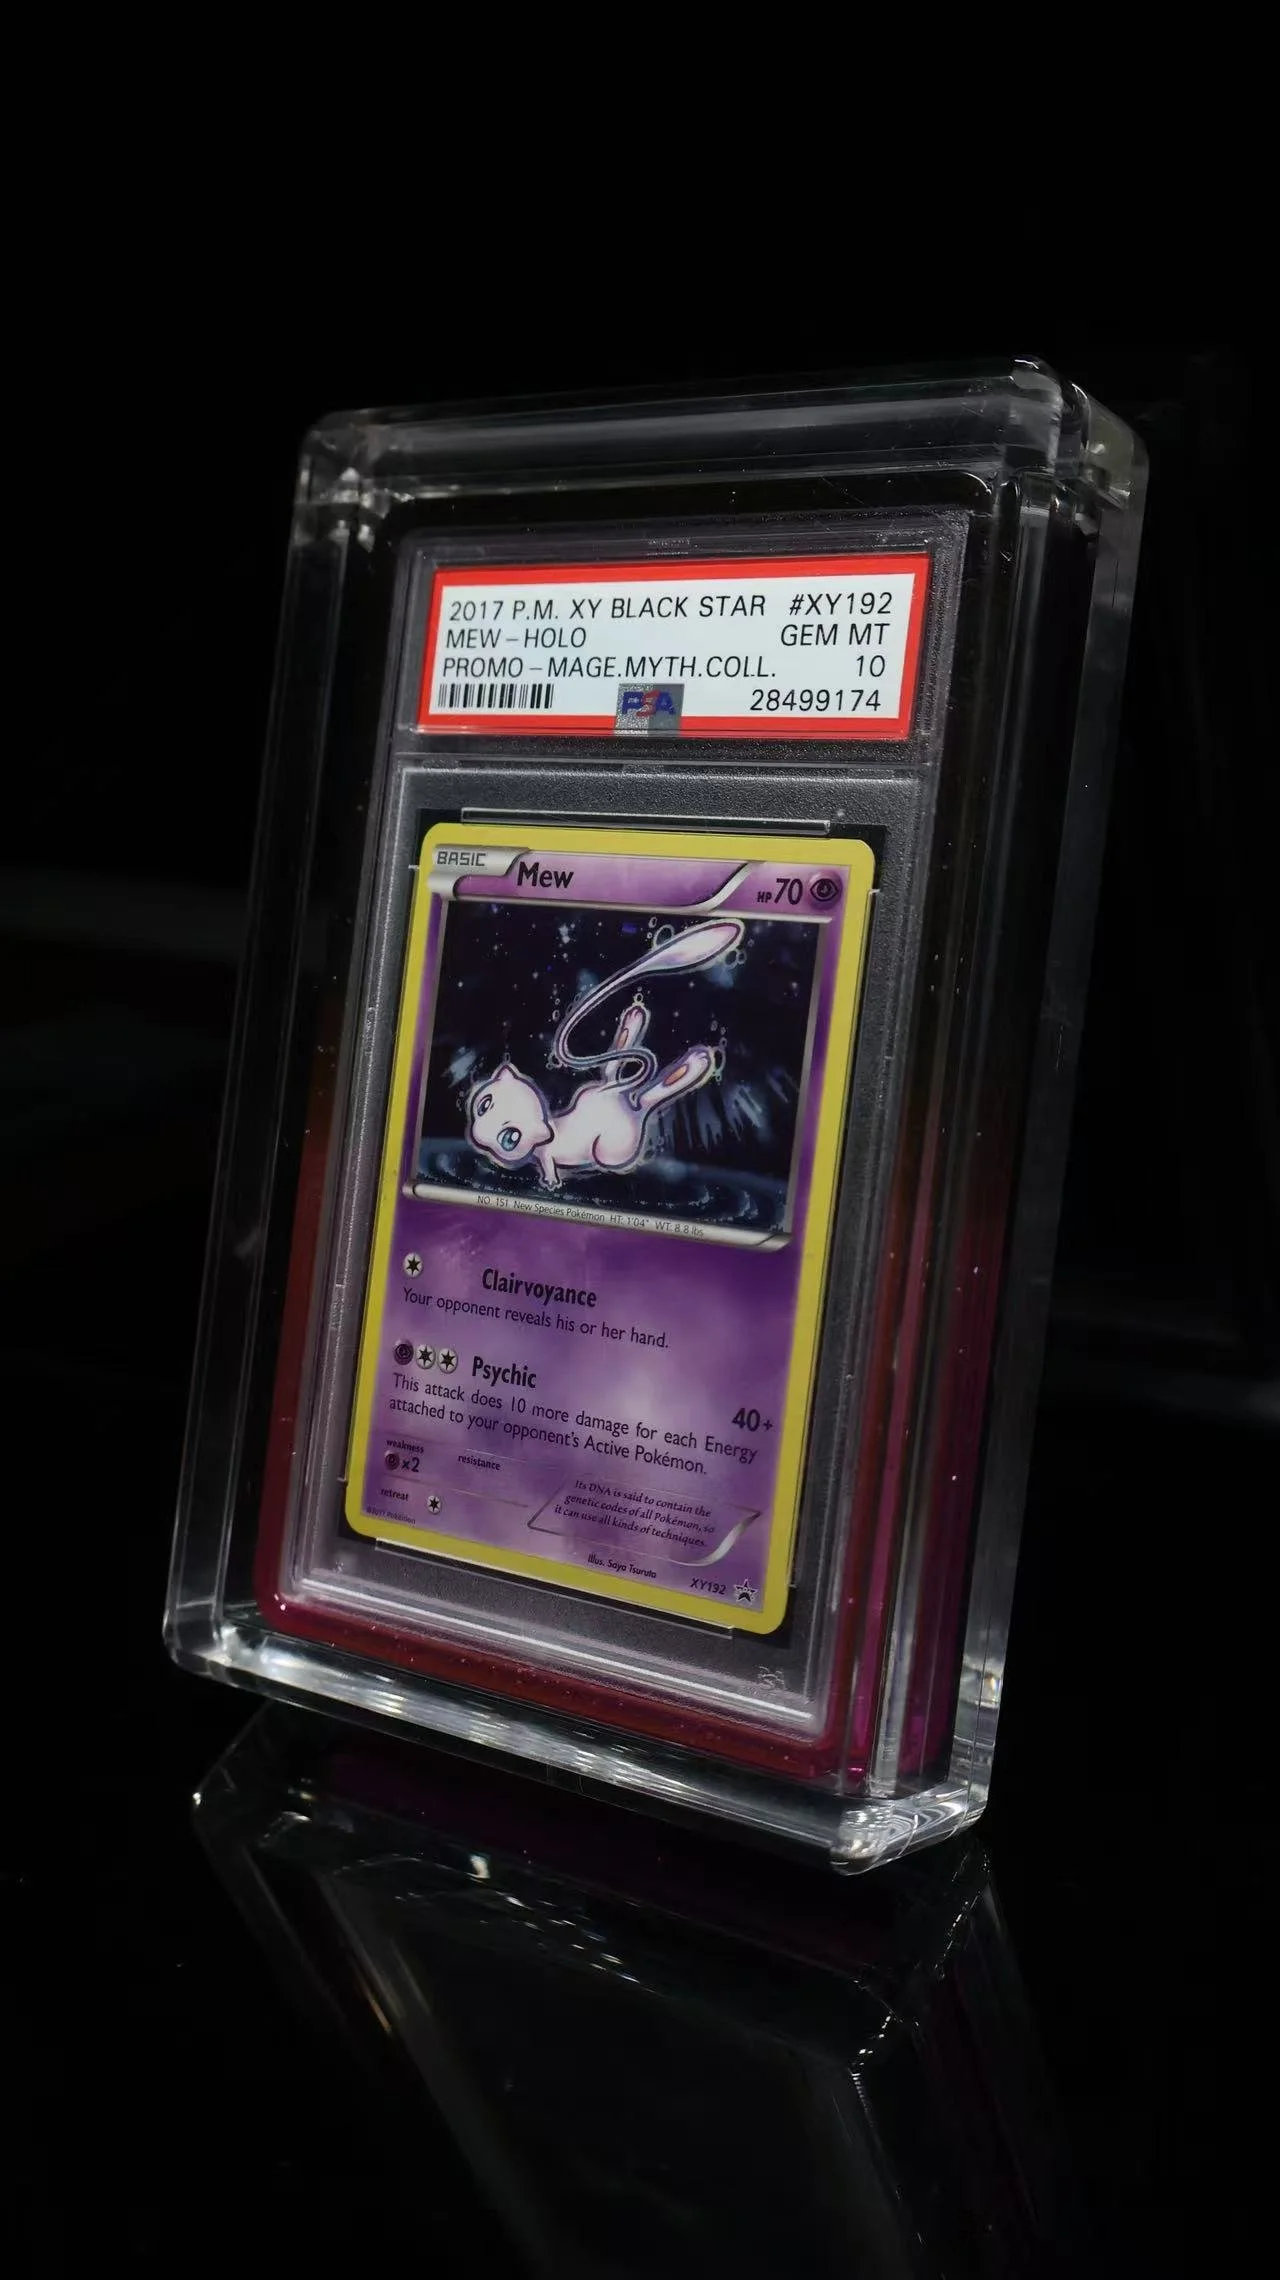 2017 P.M. XY BLACK STAR #XY192
MEW-HOLO GEM MT
PROMO-MAGE.MYTH.COLL. 10
PSA 28499174
BASIC Mew HP 70
NO. 151 New Species Pokémon HT: 1'04" WT: 8.8 lbs
Clairvoyance
Your opponent reveals his or her hand.
Psychic 40+
This attack does 10 more damage for each Energy
attached to your opponent's Active Pokémon.
weakness resistance
×2
retreat
Its DNA is said to contain the
genetic codes of all Pokémon, so
it can use all kinds of techniques.
©2017 Pokémon
Illus. Saya Tsuruta XY192